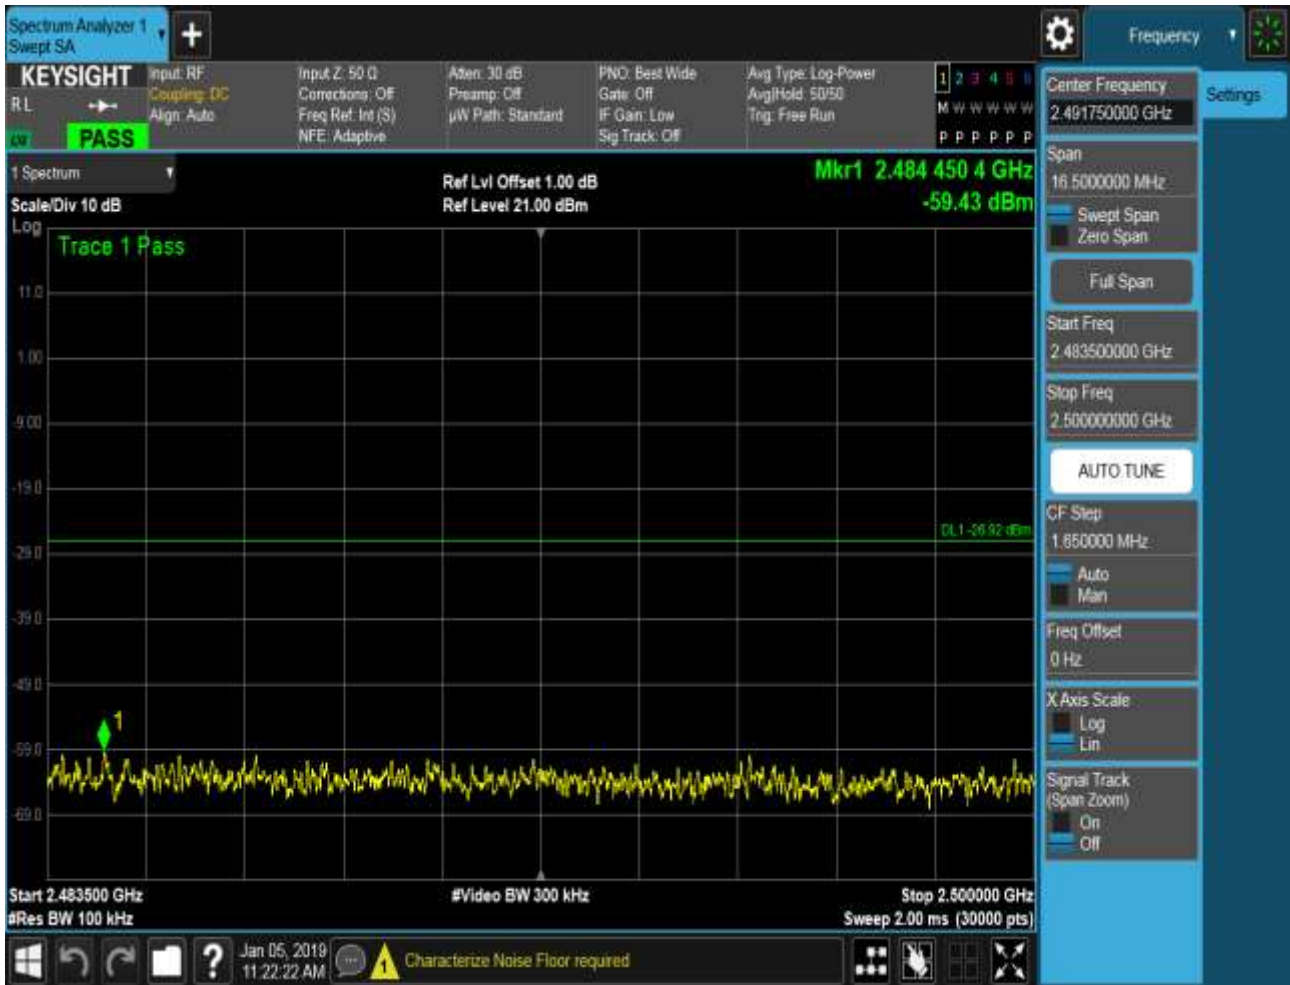 Spectrum Analyzer 1
Swept SA
+
Frequency
KEYSIGHT
R L
PASS
Input: RF
Coupling: DC
Align: Auto
Input Z: 50 Ω
Corrections: Off
Freq Ref: Int (S)
NFE: Adaptive
Atten: 30 dB
Preamp: Off
µW Path: Standard
PNO: Best Wide
Gate: Off
IF Gain: Low
Sig Track: Off
Avg Type: Log-Power
Avg|Hold: 50/50
Trig: Free Run
1 2 3 4 5 6
M W W W W W
P P P P P P
1 Spectrum
Scale/Div 10 dB
Log
Ref Lvl Offset 1.00 dB
Ref Level 21.00 dBm
Mkr1 2.484 450 4 GHz
-59.43 dBm
Trace 1 Pass
11.0
1.00
-9.00
-19.0
DL1 -26.92 dBm
-29.0
-39.0
-49.0
1
-59.0
-69.0
Start 2.483500 GHz
#Video BW 300 kHz
Stop 2.500000 GHz
#Res BW 100 kHz
Sweep 2.00 ms (30000 pts)
?
Jan 05, 2019
11:22:22 AM
1
Characterize Noise Floor required
Center Frequency
2.491750000 GHz
Settings
Span
16.5000000 MHz
Swept Span
Zero Span
Full Span
Start Freq
2.483500000 GHz
Stop Freq
2.500000000 GHz
AUTO TUNE
CF Step
1.650000 MHz
Auto
Man
Freq Offset
0 Hz
X Axis Scale
Log
Lin
Signal Track
(Span Zoom)
On
Off